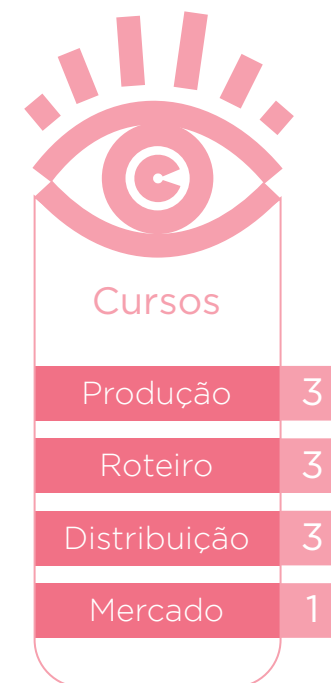 Cursos
Produção 3
Roteiro 3
Distribuição 3
Mercado 1